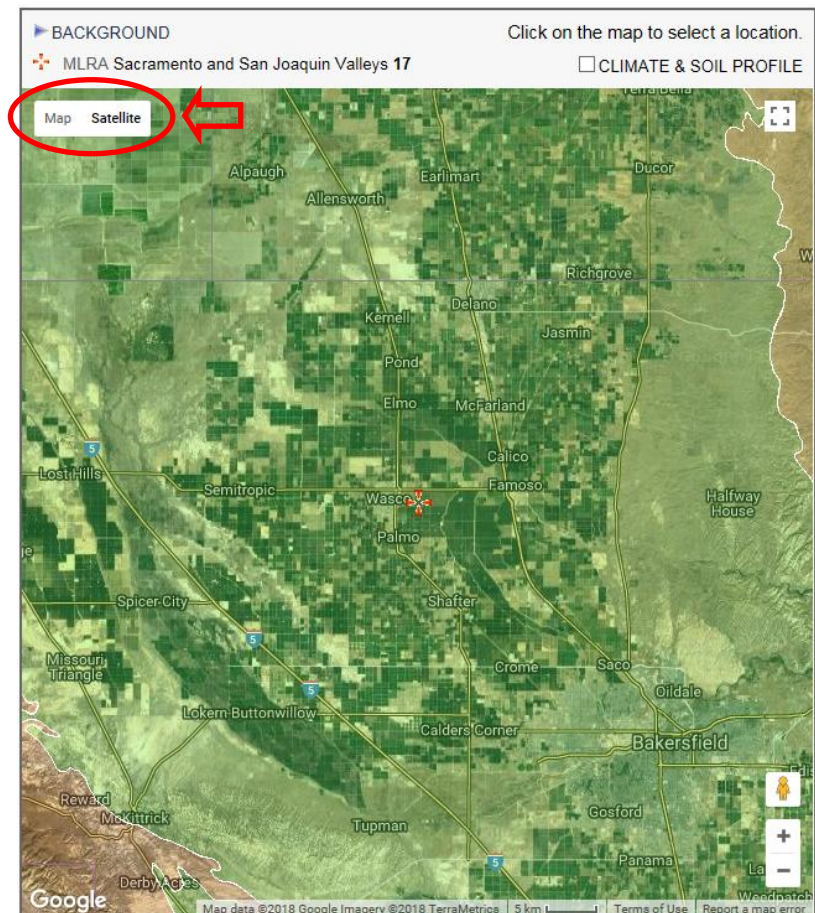 BACKGROUND
Click on the map to select a location.
MLRA Sacramento and San Joaquin Valleys 17
CLIMATE & SOIL PROFILE
Map Satellite
Terra Bella
Alpaugh
Earlimart
Ducor
Allensworth
W
Richgrove
Delano
Kernell
Jasmin
Pond
Elmo
McFarland
5
Calico
Lost Hills
Semitropic
Famoso
Wasco
Halfway
House
Palmo
ge
Spicer City
Shafter
5
Missouri
Triangle
Crome
Saco
5
Oildale
Lokern Buttonwillow
Calders Corner
Bakersfield
Edis
Reward
McKittrick
Gosford
Tupman
+
5
Panama
La
−
Derby Acres
Weedpatch
Google
Map data ©2018 Google Imagery ©2018 TerraMetrics 5 km Terms of Use Report a map error